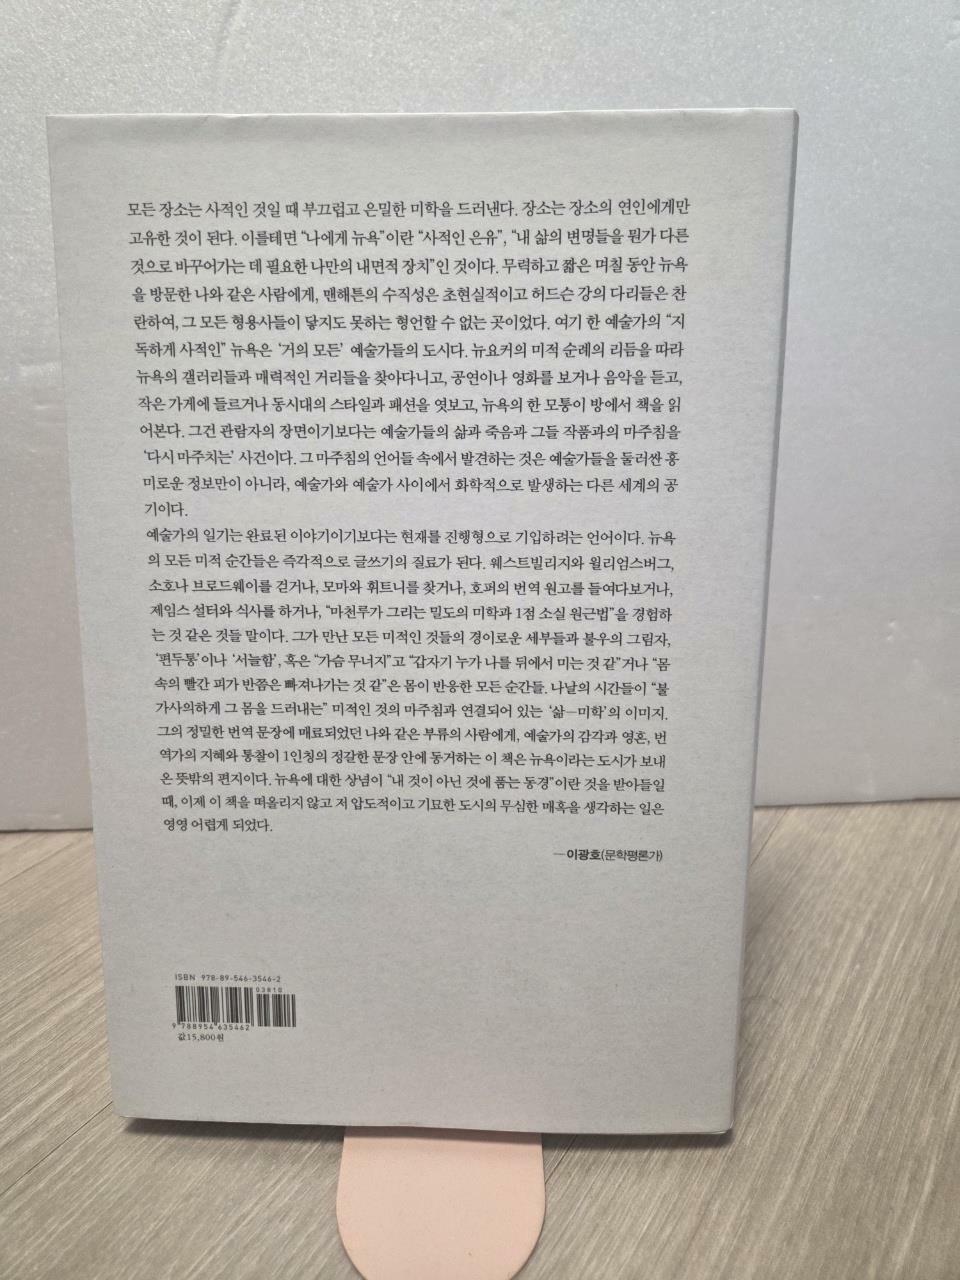 모든 장소는 사적인 것일 때 부끄럽고 은밀한 미학을 드러낸다. 장소는 장소의 연인에게만
고유한 것이 된다. 이를테면 “나에게 뉴욕”이란 “사적인 은유”, “내 삶의 변명들을 뭔가 다른
것으로 바꾸어가는 데 필요한 나만의 내면적 장치”인 것이다. 무력하고 짧은 며칠 동안 뉴욕
을 방문한 나와 같은 사람에게, 맨해튼의 수직성은 초현실적이고 허드슨 강의 다리들은 찬
란하여, 그 모든 형용사들이 닿지도 못하는 형언할 수 없는 곳이었다. 여기 한 예술가의 “지
독하게 사적인” 뉴욕은 ‘거의 모든’ 예술가들의 도시다. 뉴요커의 미적 순례의 리듬을 따라
뉴욕의 갤러리들과 매력적인 거리들을 찾아다니고, 공연이나 영화를 보거나 음악을 듣고,
작은 가게에 들르거나 동시대의 스타일과 패션을 엿보고, 뉴욕의 한 모퉁이 방에서 책을 읽
어본다. 그건 관람자의 장면이기보다는 예술가들의 삶과 죽음과 그들 작품과의 마주침을
‘다시 마주치는’ 사건이다. 그 마주침의 언어들 속에서 발견하는 것은 예술가들을 둘러싼 흥
미로운 정보만이 아니라, 예술가와 예술가 사이에서 화학적으로 발생하는 다른 세계의 공
기이다.
예술가의 일기는 완료된 이야기이기보다는 현재를 진행형으로 기입하려는 언어이다. 뉴욕
의 모든 미적 순간들은 즉각적으로 글쓰기의 질료가 된다. 웨스트빌리지와 윌리엄스버그,
소호나 브로드웨이를 걷거나, 모마와 휘트니를 찾거나, 호퍼의 번역 원고를 들여다보거나,
제임스 설터와 식사를 하거나, “마천루가 그리는 밀도의 미학과 1점 소실 원근법”을 경험하
는 것 같은 것들 말이다. 그가 만난 모든 미적인 것들의 경이로운 세부들과 불우의 그림자,
‘편두통’이나 ‘서늘함’, 혹은 “가슴 무너지”고 “갑자기 누가 나를 뒤에서 미는 것 같”거나 “몸
속의 빨간 피가 반쯤은 빠져나가는 것 같”은 몸이 반응한 모든 순간들. 나날의 시간들이 “불
가사의하게 그 몸을 드러내는” 미적인 것의 마주침과 연결되어 있는 ‘삶—미학’의 이미지.
그의 정밀한 번역 문장에 매료되었던 나와 같은 부류의 사람에게, 예술가의 감각과 영혼, 번
역가의 지혜와 통찰이 1인칭의 정갈한 문장 안에 동거하는 이 책은 뉴욕이라는 도시가 보내
온 뜻밖의 편지이다. 뉴욕에 대한 상념이 “내 것이 아닌 것에 품는 동경”이란 것을 받아들일
때, 이제 이 책을 떠올리지 않고 저 압도적이고 기묘한 도시의 무심한 매혹을 생각하는 일은
영영 어렵게 되었다.
—이광호(문학평론가)
ISBN 978-89-546-3546-2
03810
9 788954 635462
값15,800원